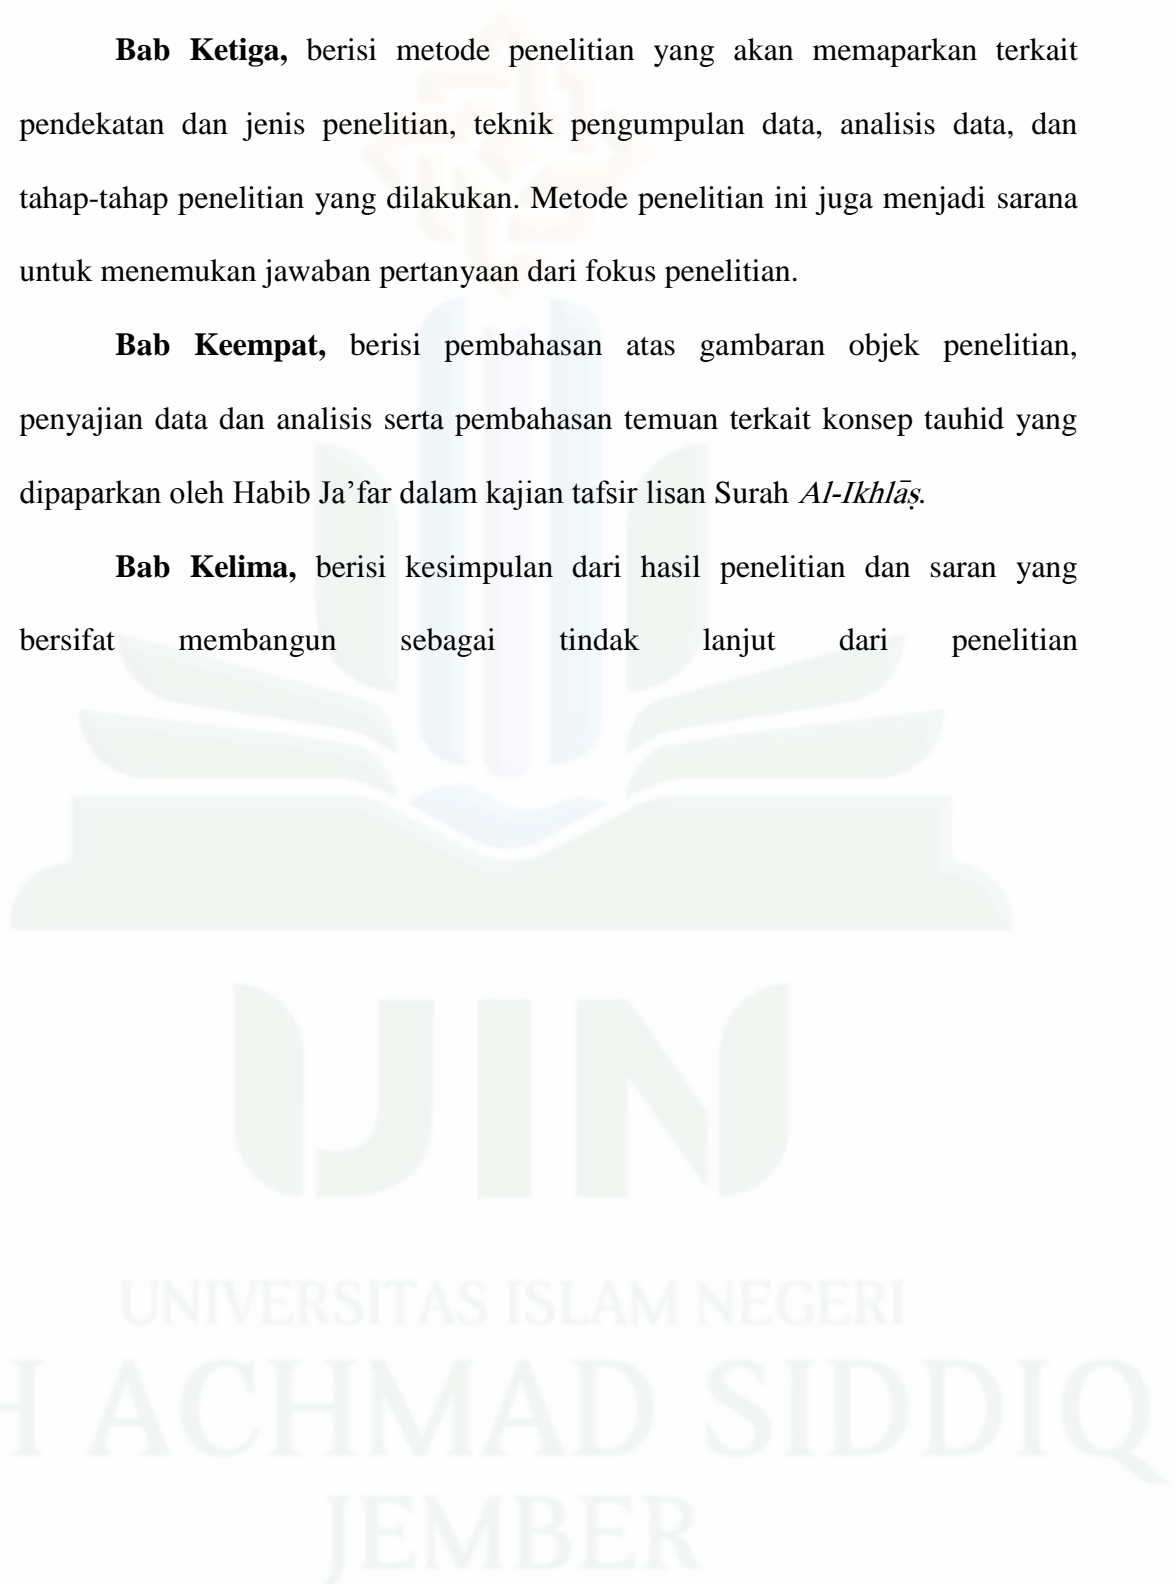 Bab Ketiga, berisi metode penelitian yang akan memaparkan terkait
pendekatan dan jenis penelitian, teknik pengumpulan data, analisis data, dan
tahap-tahap penelitian yang dilakukan. Metode penelitian ini juga menjadi sarana
untuk menemukan jawaban pertanyaan dari fokus penelitian.
Bab Keempat, berisi pembahasan atas gambaran objek penelitian,
penyajian data dan analisis serta pembahasan temuan terkait konsep tauhid yang
dipaparkan oleh Habib Ja’far dalam kajian tafsir lisan Surah Al-Ikhlāṣ.
Bab Kelima, berisi kesimpulan dari hasil penelitian dan saran yang
bersifat membangun sebagai tindak lanjut dari penelitian
UIN
UNIVERSITAS ISLAM NEGERI
H ACHMAD SIDDIQ
JEMBER